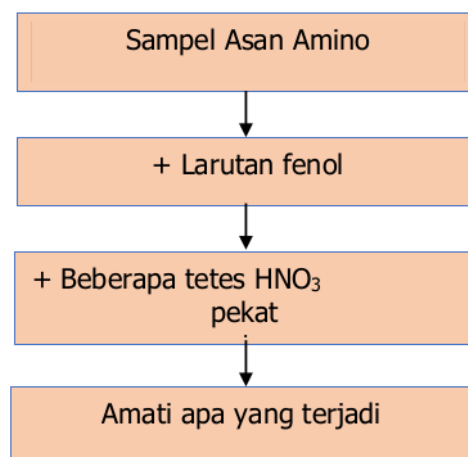 Sampel Asan Amino
+ Larutan fenol
+ Beberapa tetes HNO₃
pekat
Amati apa yang terjadi